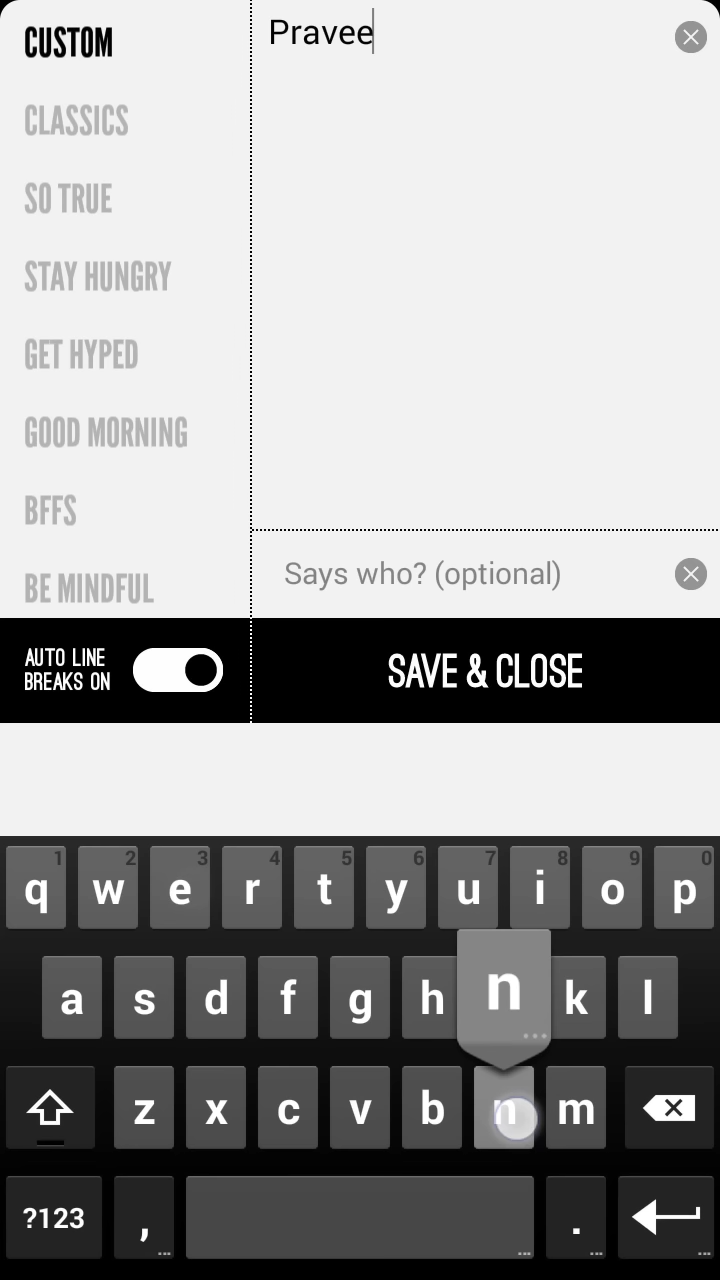 CUSTOM
CLASSICS
SO TRUE
STAY HUNGRY
GET HYPED
GOOD MORNING
BFFS
BE MINDFUL
Pravee
Says who? (optional)
AUTO LINE
BREAKS ON
SAVE & CLOSE
1 2 3 4 5 6 7 8 9 0
q w e r t y u i o p
a s d f g h n k l
z x c v b n m
?123 , .